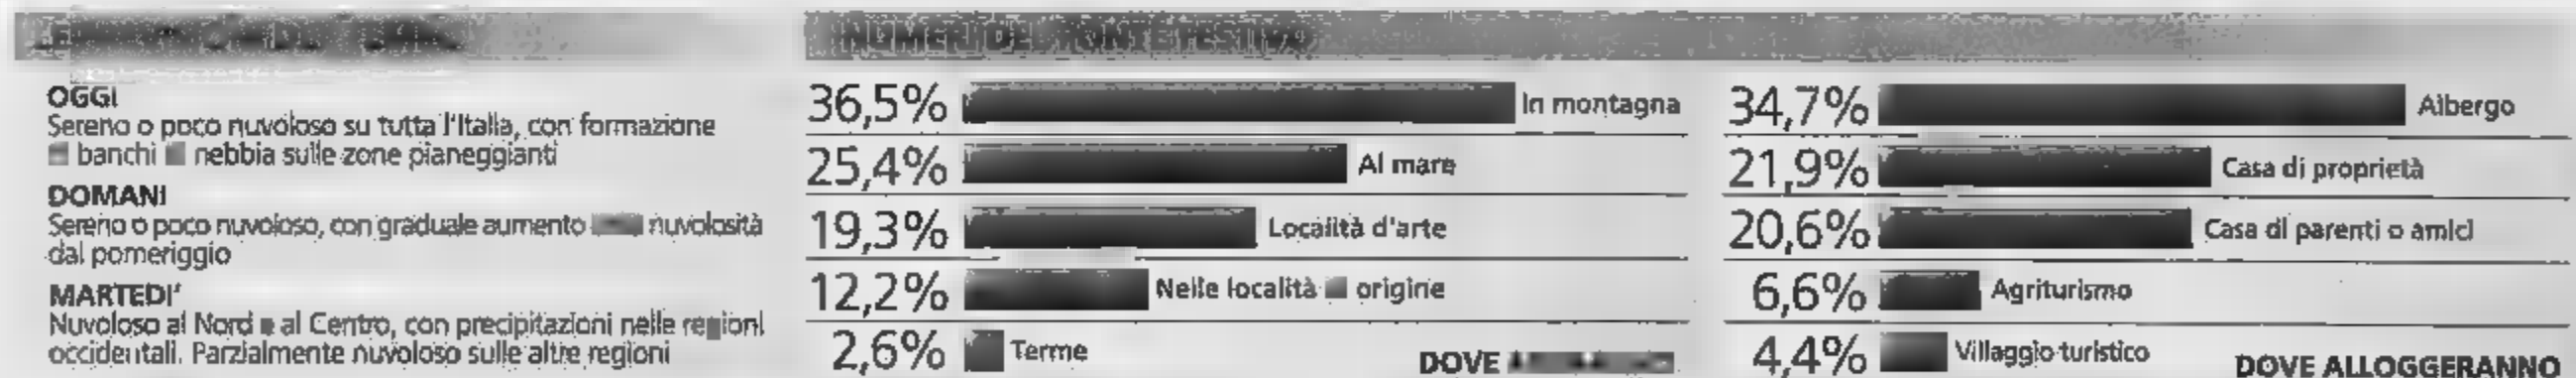 I NUMERI DEL PONTE FESTIVO
OGGI
Sereno o poco nuvoloso su tutta l'Italia, con formazione
banchi nebbia sulle zone pianeggianti
DOMANI
Sereno o poco nuvoloso, con graduale aumento nuvolosità
dal pomeriggio
MARTEDI'
Nuvoloso al Nord e al Centro, con precipitazioni nelle regioni
occidentali. Parzialmente nuvoloso sulle altre regioni
36,5% In montagna
25,4% Al mare
19,3% Località d'arte
12,2% Nelle località origine
2,6% Terme
DOVE
34,7% Albergo
21,9% Casa di proprietà
20,6% Casa di parenti o amici
6,6% Agriturismo
4,4% Villaggio turistico
DOVE ALLOGGERANNO